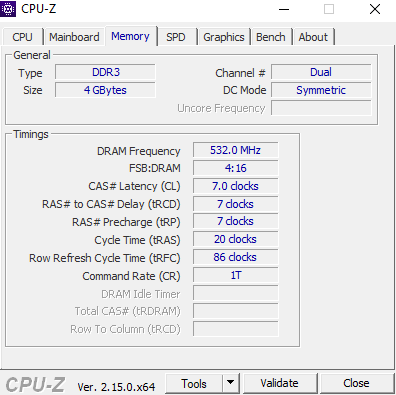 CPU-Z
CPU Mainboard Memory SPD Graphics Bench About
General
Type DDR3 Channel # Dual
Size 4 GBytes DC Mode Symmetric
Uncore Frequency
Timings
DRAM Frequency 532.0 MHz
FSB:DRAM 4:16
CAS# Latency (CL) 7.0 clocks
RAS# to CAS# Delay (tRCD) 7 clocks
RAS# Precharge (tRP) 7 clocks
Cycle Time (tRAS) 20 clocks
Row Refresh Cycle Time (tRFC) 86 clocks
Command Rate (CR) 1T
DRAM Idle Timer
Total CAS# (tRDRAM)
Row To Column (tRCD)
CPU-Z Ver. 2.15.0.x64 Tools Validate Close